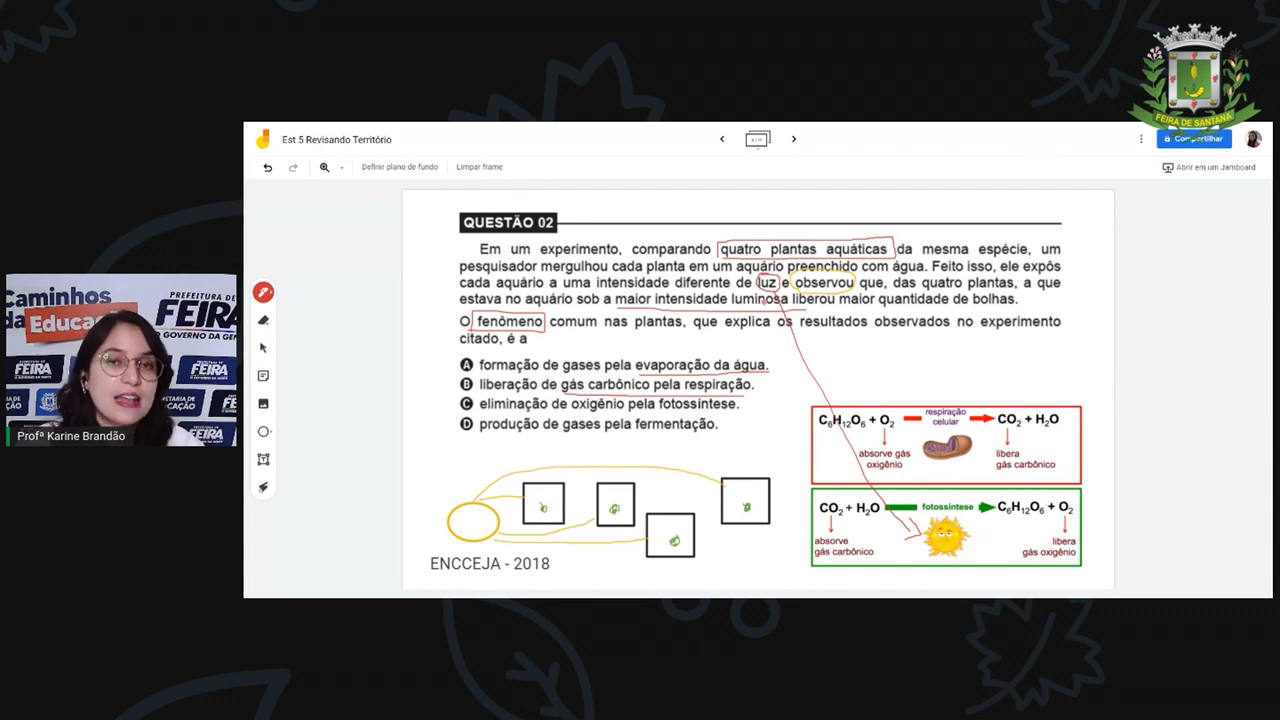 FEIRA DE SANTANA
Est 5 Revisando Território
Compartilhar
Definir plano de fundo
Limpar frame
Abrir em um Jamboard
QUESTÃO 02
Em um experimento, comparando quatro plantas aquáticas da mesma espécie, um
pesquisador mergulhou cada planta em um aquário preenchido com água. Feito isso, ele expôs
cada aquário a uma intensidade diferente de luz e observou que, das quatro plantas, a que
estava no aquário sob a maior intensidade luminosa liberou maior quantidade de bolhas.
O fenômeno comum nas plantas, que explica os resultados observados no experimento
citado, é a
A formação de gases pela evaporação da água.
B liberação de gás carbônico pela respiração.
C eliminação de oxigênio pela fotossíntese.
D produção de gases pela fermentação.
C₆H₁₂O₆ + O₂ respiração celular CO₂ + H₂O
absorve gás oxigênio
libera gás carbônico
CO₂ + H₂O fotossíntese C₆H₁₂O₆ + O₂
absorve gás carbônico
libera gás oxigênio
ENCCEJA - 2018
Caminhos
da Educa
PREFEITURA DE
FEIRA
O GOVERNO DA GEN
FEIRA
FEIRA
FEIRA
Profª Karine Brandão